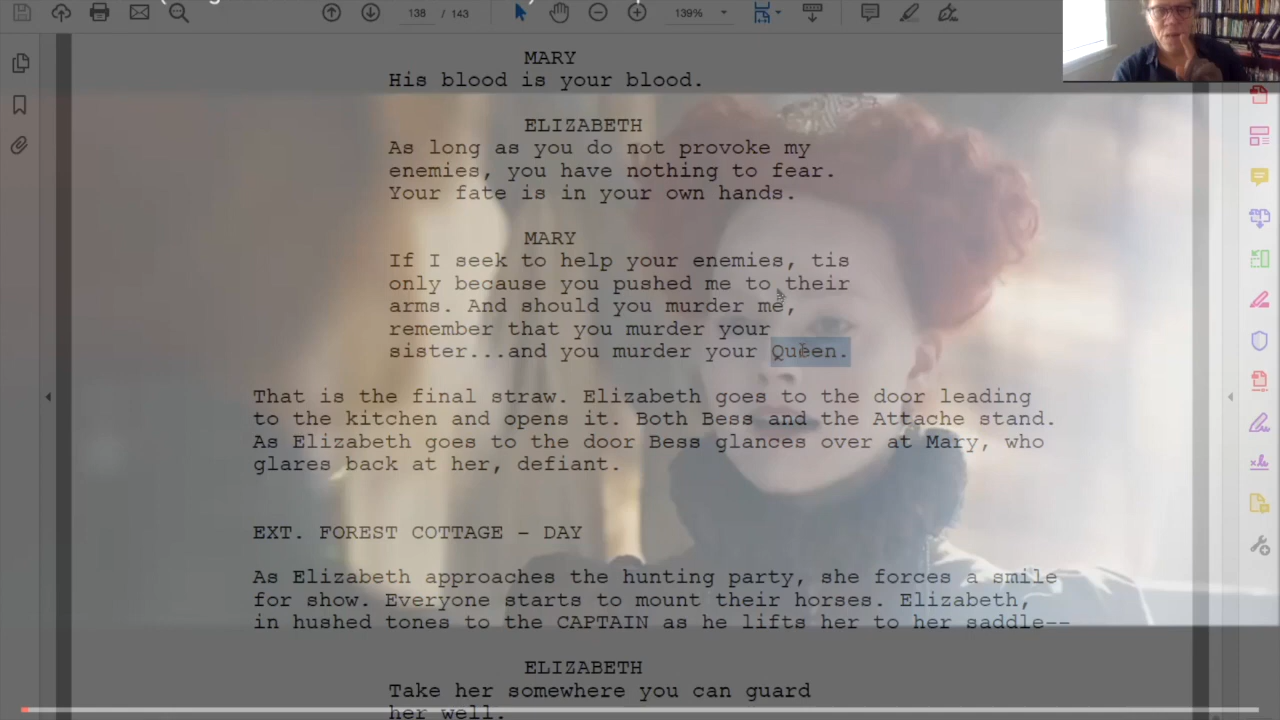 138 / 143
139%
MARY
His blood is your blood.
ELIZABETH
As long as you do not provoke my
enemies, you have nothing to fear.
Your fate is in your own hands.
MARY
If I seek to help your enemies, tis
only because you pushed me to their
arms. And should you murder me,
remember that you murder your
sister...and you murder your Queen.
That is the final straw. Elizabeth goes to the door leading
to the kitchen and opens it. Both Bess and the Attache stand.
As Elizabeth goes to the door Bess glances over at Mary, who
glares back at her, defiant.
EXT. FOREST COTTAGE - DAY
As Elizabeth approaches the hunting party, she forces a smile
for show. Everyone starts to mount their horses. Elizabeth,
in hushed tones to the CAPTAIN as he lifts her to her saddle--
ELIZABETH
Take her somewhere you can guard
her well.